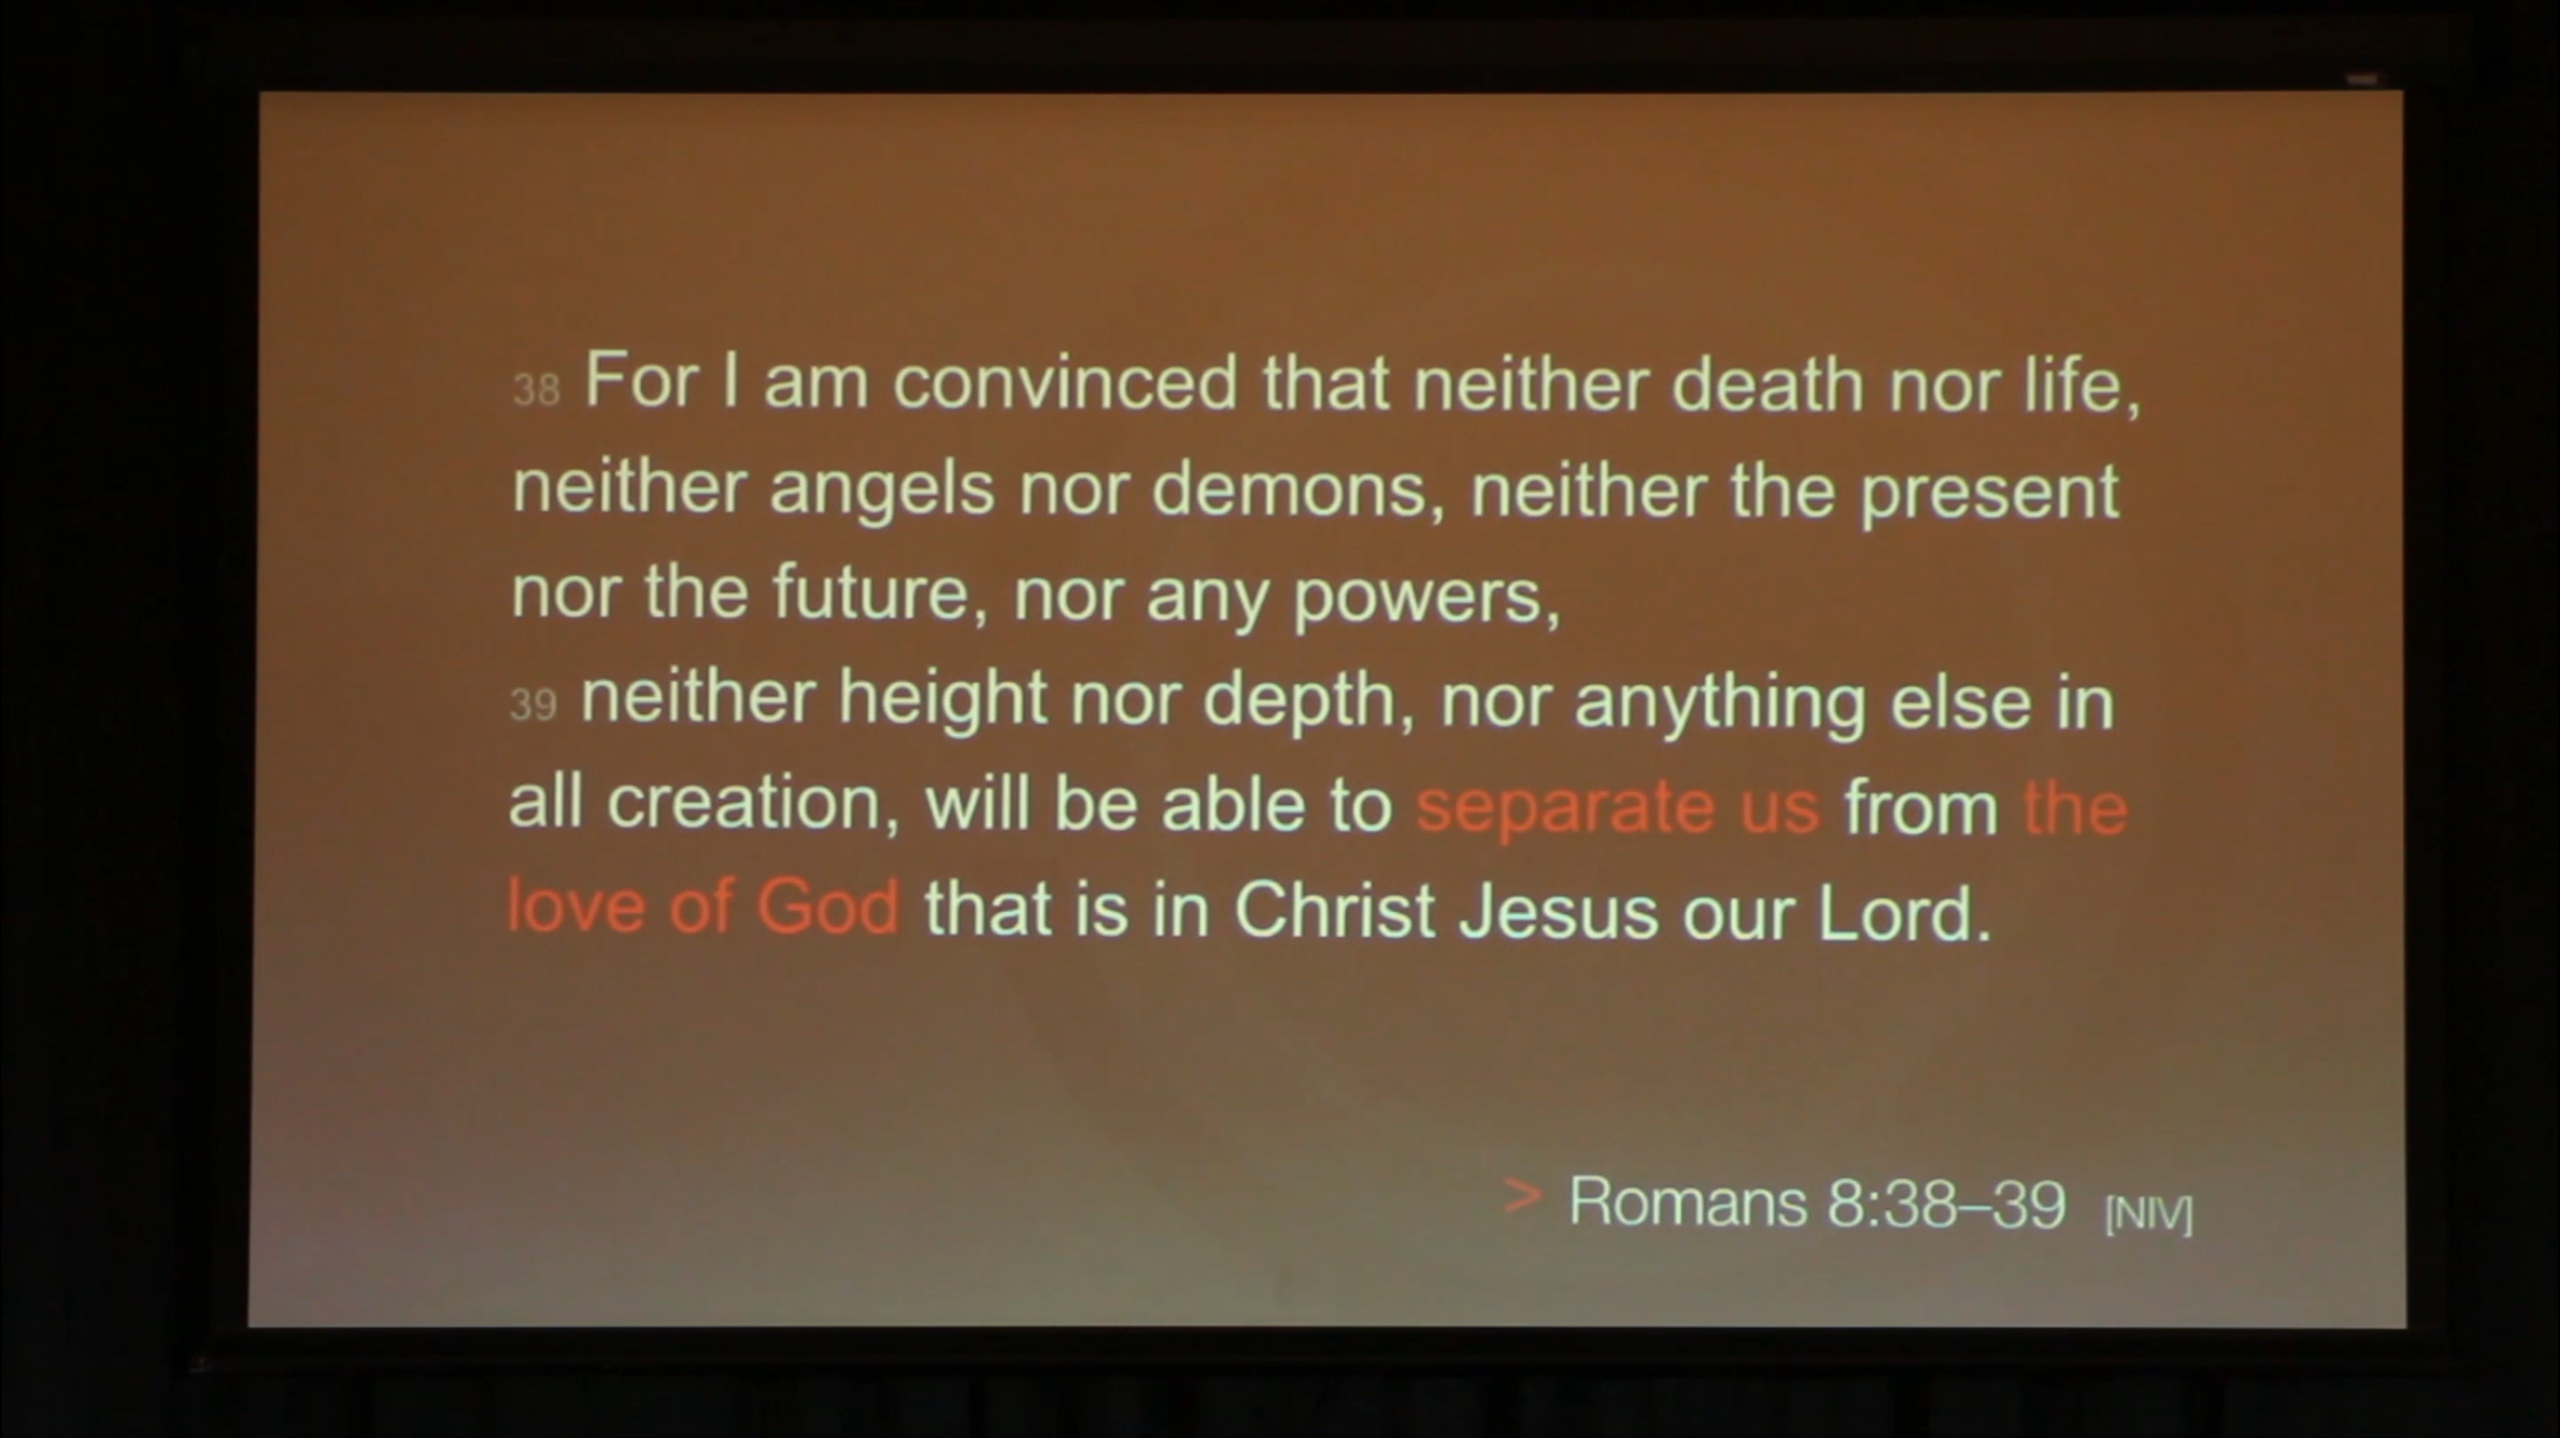 38 For I am convinced that neither death nor life,
neither angels nor demons, neither the present
nor the future, nor any powers,
39 neither height nor depth, nor anything else in
all creation, will be able to separate us from the
love of God that is in Christ Jesus our Lord.
> Romans 8:38–39 [NIV]